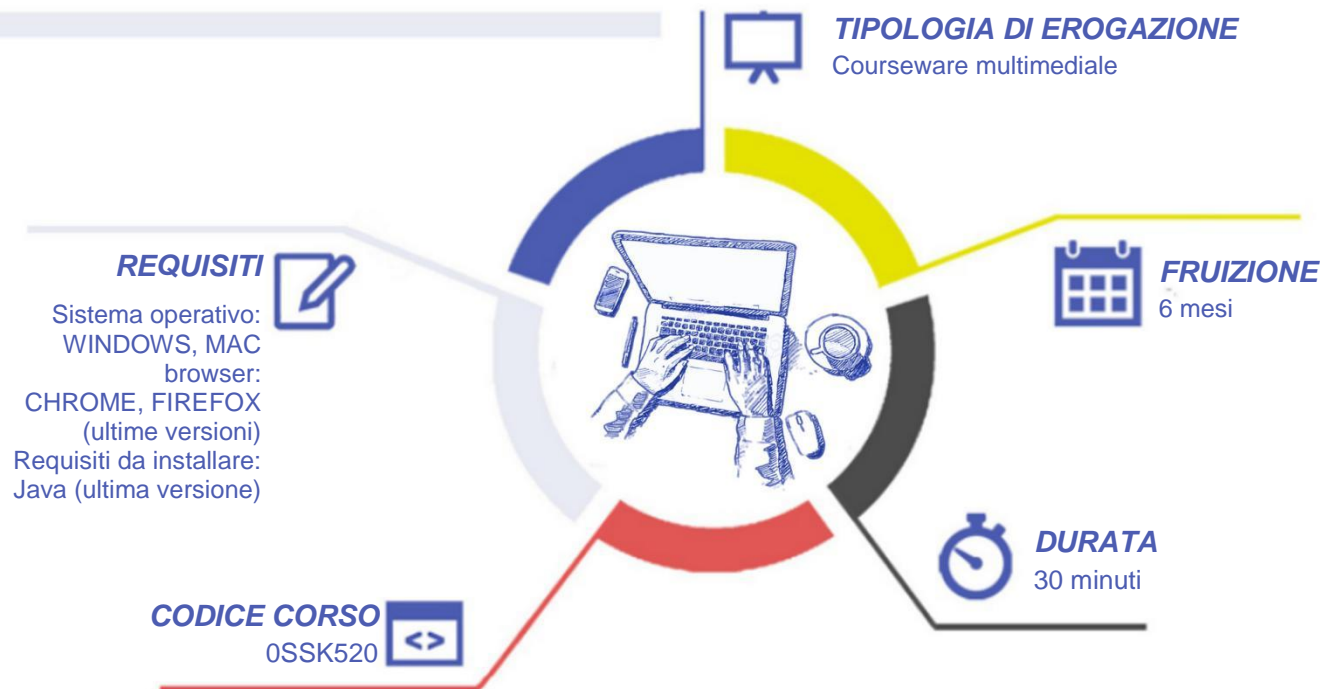 TIPOLOGIA DI EROGAZIONE
Courseware multimediale
REQUISITI
Sistema operativo:
WINDOWS, MAC
browser:
CHROME, FIREFOX
(ultime versioni)
Requisiti da installare:
Java (ultima versione)
FRUIZIONE
6 mesi
DURATA
30 minuti
CODICE CORSO
0SSK520